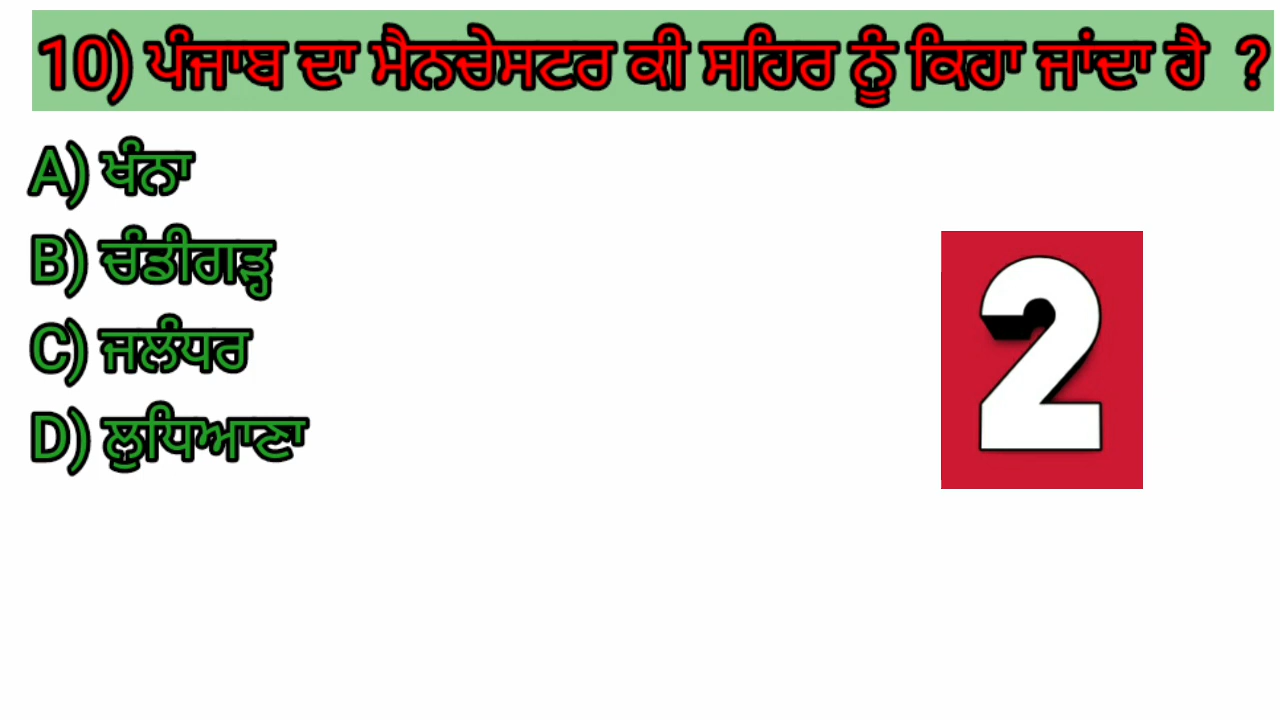 10) ਪੰਜਾਬ ਦਾ ਮੈਨਚੇਸਟਰ ਕੀ ਸਹਿਰ ਨੂੰ ਕਿਹਾ ਜਾਂਦਾ ਹੈ ?
A) ਖੰਨਾ
B) ਚੰਡੀਗੜ੍ਹ
C) ਜਲੰਧਰ
D) ਲੁਧਿਆਣਾ
2